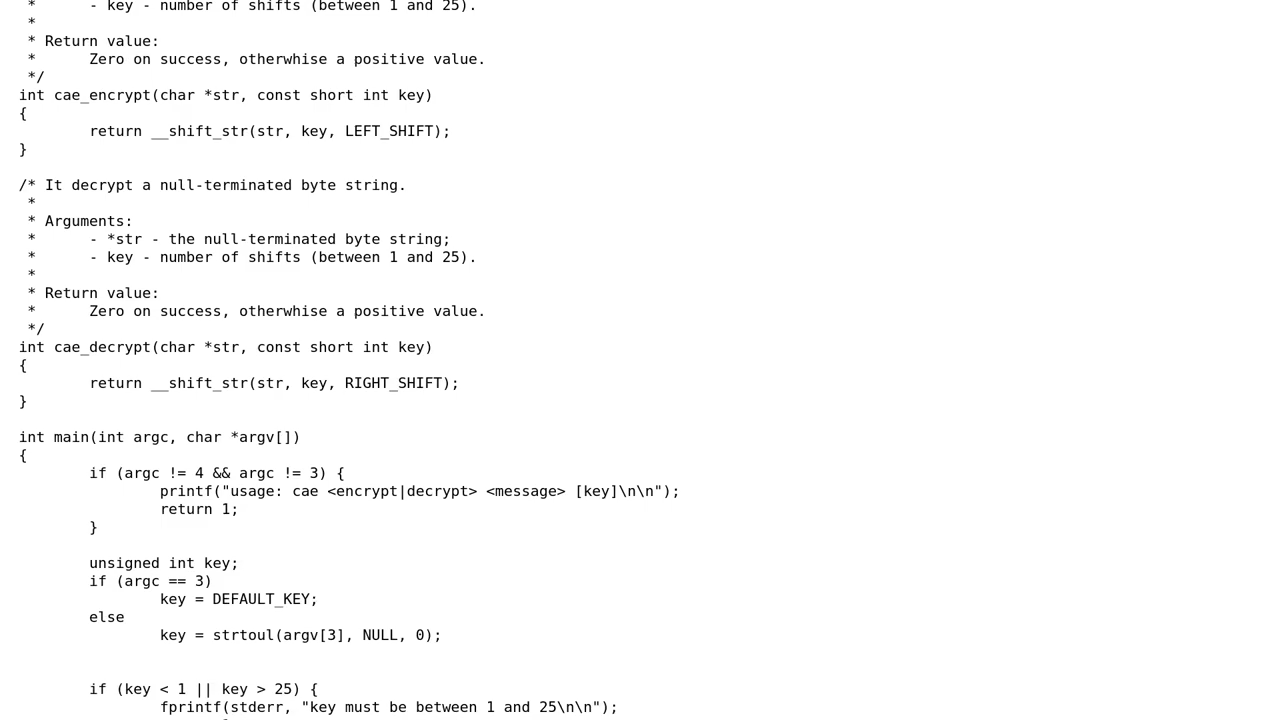 *      - key - number of shifts (between 1 and 25).
 *
 * Return value:
 *      Zero on success, otherwhise a positive value.
 */
int cae_encrypt(char *str, const short int key)
{
        return __shift_str(str, key, LEFT_SHIFT);
}

/* It decrypt a null-terminated byte string.
 *
 * Arguments:
 *      - *str - the null-terminated byte string;
 *      - key - number of shifts (between 1 and 25).
 *
 * Return value:
 *      Zero on success, otherwhise a positive value.
 */
int cae_decrypt(char *str, const short int key)
{
        return __shift_str(str, key, RIGHT_SHIFT);
}

int main(int argc, char *argv[])
{
        if (argc != 4 && argc != 3) {
                printf("usage: cae <encrypt|decrypt> <message> [key]\n\n");
                return 1;
        }

        unsigned int key;
        if (argc == 3)
                key = DEFAULT_KEY;
        else
                key = strtoul(argv[3], NULL, 0);


        if (key < 1 || key > 25) {
                fprintf(stderr, "key must be between 1 and 25\n\n");